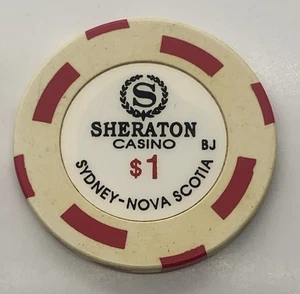 S
SHERATON
CASINO
BJ
$1
SYDNEY-NOVA SCOTIA